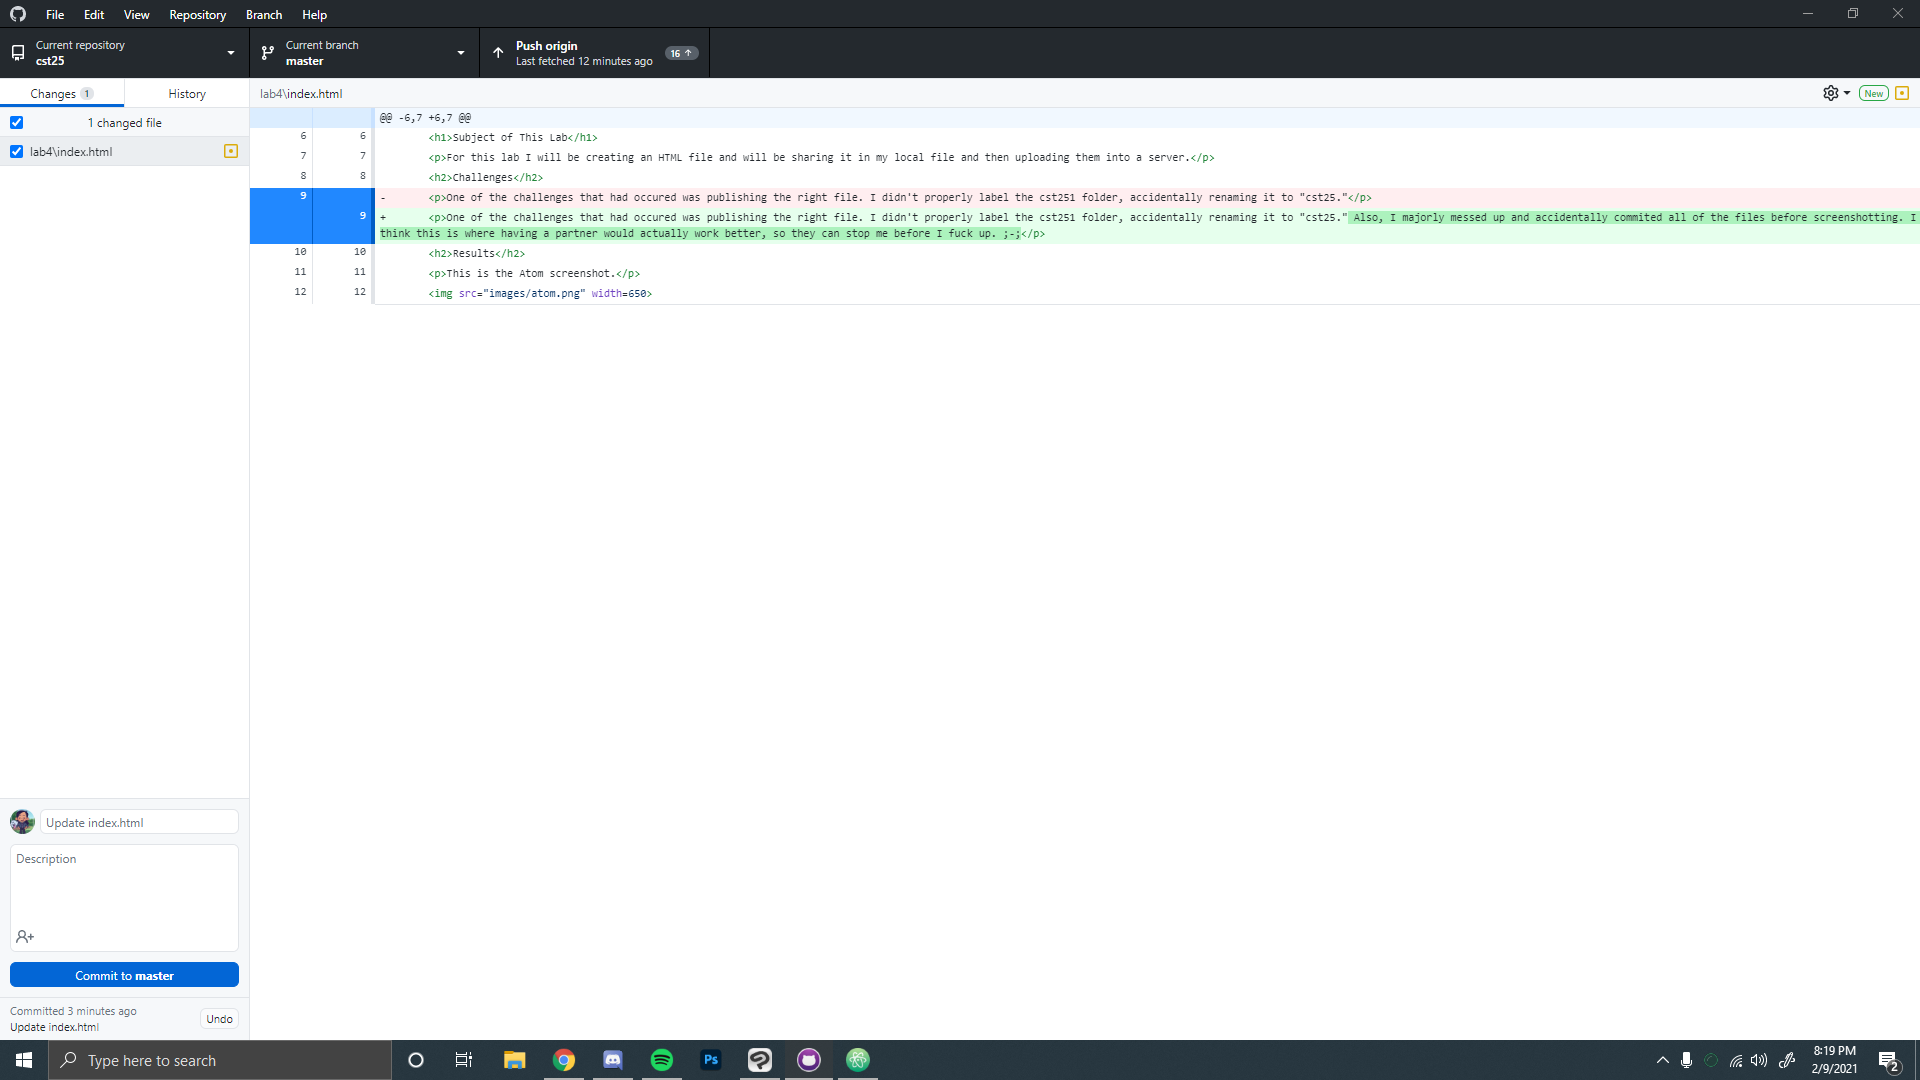 File Edit View Repository Branch Help
Current repository
cst25
Current branch
master
Push origin
Last fetched 12 minutes ago
16
Changes 1
History
lab4\index.html
New
1 changed file
lab4\index.html
@@ -6,7 +6,7 @@
6 6 <h1>Subject of This Lab</h1>
7 7 <p>For this lab I will be creating an HTML file and will be sharing it in my local file and then uploading them into a server.</p>
8 8 <h2>Challenges</h2>
9 - <p>One of the challenges that had occured was publishing the right file. I didn't properly label the cst251 folder, accidentally renaming it to "cst25."</p>
9 + <p>One of the challenges that had occured was publishing the right file. I didn't properly label the cst251 folder, accidentally renaming it to "cst25." Also, I majorly messed up and accidentally commited all of the files before screenshotting. I
think this is where having a partner would actually work better, so they can stop me before I fuck up. ;-;</p>
10 10 <h2>Results</h2>
11 11 <p>This is the Atom screenshot.</p>
12 12 <img src="images/atom.png" width=650>
Update index.html
Description
Commit to master
Committed 3 minutes ago
Update index.html
Undo
Type here to search
Ps
8:19 PM
2/9/2021
2